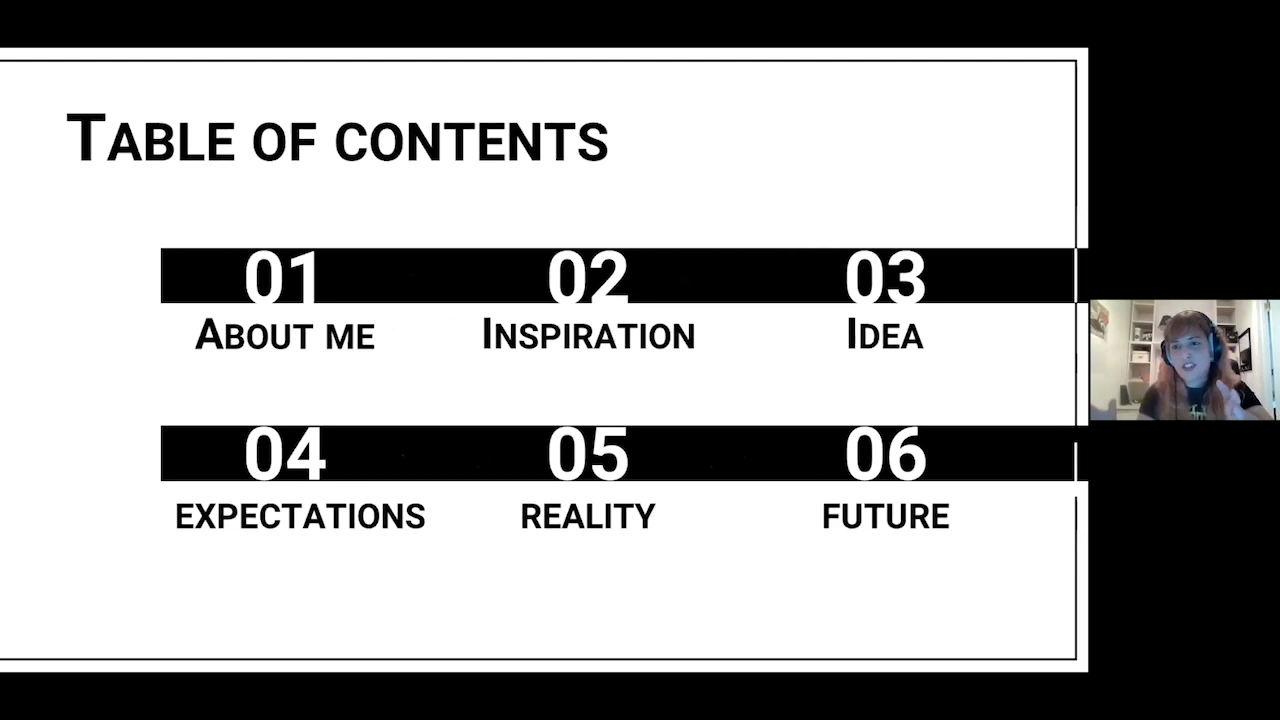 TABLE OF CONTENTS
01 02 03
ABOUT ME INSPIRATION IDEA
04 05 06
EXPECTATIONS REALITY FUTURE